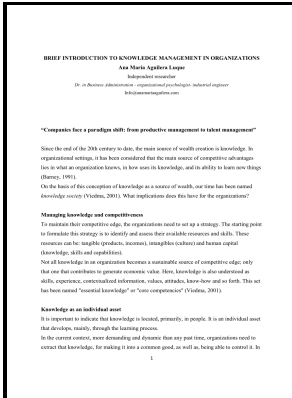 BRIEF INTRODUCTION TO KNOWLEDGE MANAGEMENT IN ORGANIZATIONS
Ana María Aguilera Luque
Independent researcher
Dr. in Business Administration - organizational psychologist- industrial engineer
Info@anamariaaguilera.com
“Companies face a paradigm shift: from productive management to talent management”
Since the end of the 20th century to date, the main source of wealth creation is knowledge. In
organizational settings, it has been considered that the main source of competitive advantages
lies in what an organization knows, in how uses its knowledge, and its ability to learn new things
(Barney, 1991).
On the basis of this conception of knowledge as a source of wealth, our time has been named
knowledge society (Viedma, 2001). What implications does this have for the organizations?
Managing knowledge and competitiveness
To maintain their competitive edge, the organizations need to set up a strategy. The starting point
to formulate this strategy is to identify and assess their available resources and skills. These
resources can be: tangible (products, incomes), intangibles (culture) and human capital
(knowledge, skills and capabilities).
Not all knowledge in an organization becomes a sustainable source of competitive edge; only
that one that contributes to generate economic value. Here, knowledge is also understood as
skills, experience, contextualized information, values, attitudes, know-how and so forth. This set
has been named "essential knowledge" or "core competencies" (Viedma, 2001).
Knowledge as an individual asset
It is important to indicate that knowledge is located, primarily, in people. It is an individual asset
that develops, mainly, through the learning process.
In the current context, more demanding and dynamic than any past time, organizations need to
extract that knowledge, for making it into a common good, as well as, being able to control it. In
1